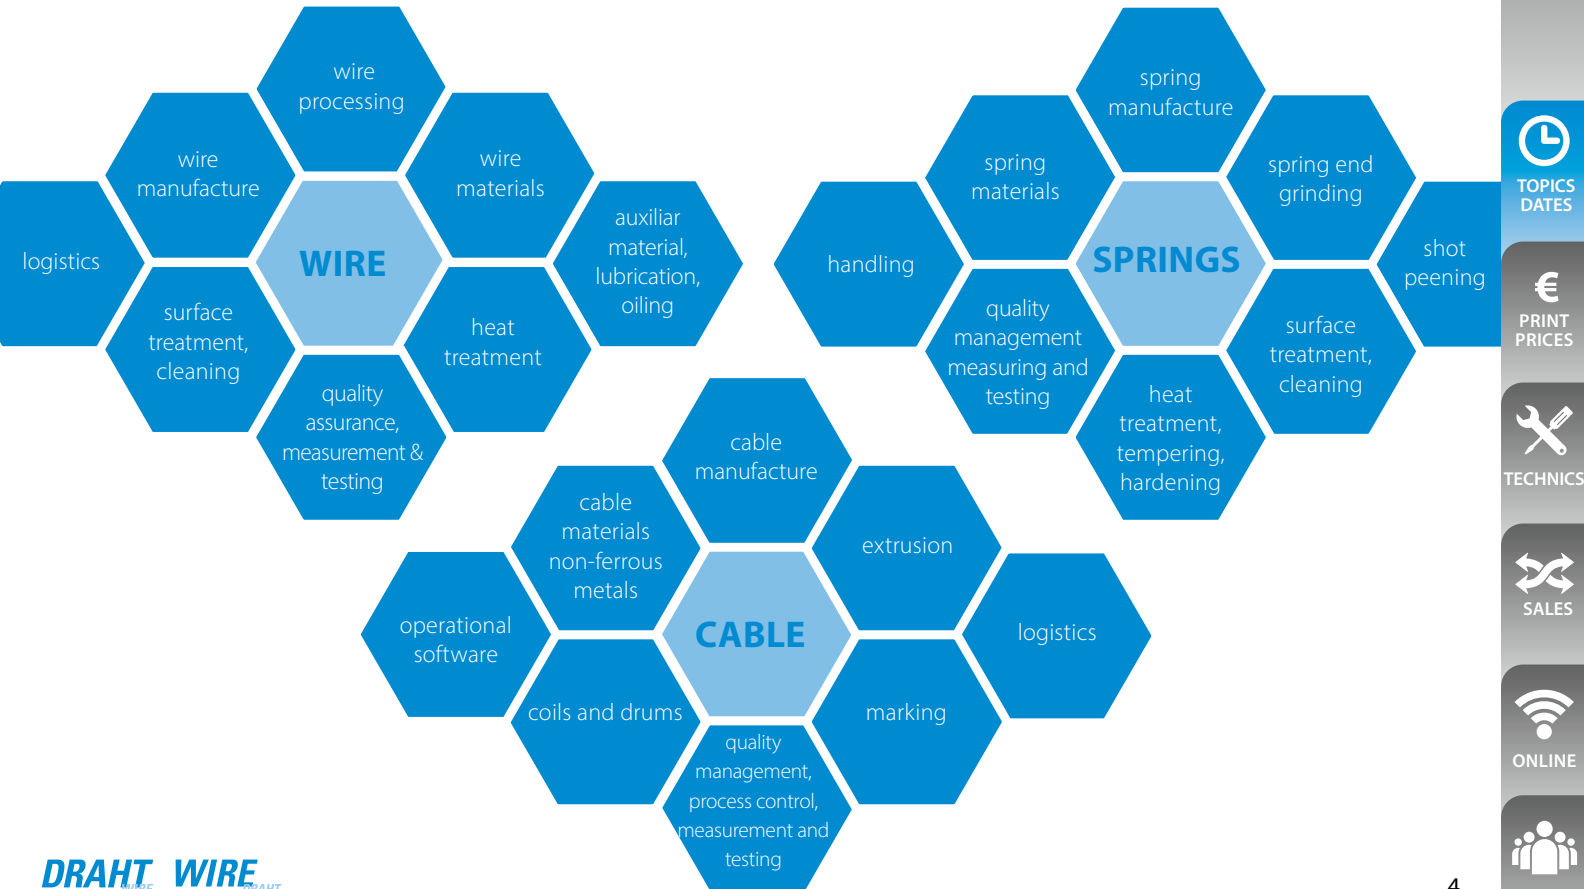 wire
processing
wire
manufacture
wire
materials
logistics
WIRE
auxiliar
material,
lubrication,
oiling
surface
treatment,
cleaning
heat
treatment
quality
assurance,
measurement &
testing
spring
manufacture
spring
materials
spring end
grinding
handling
SPRINGS
shot
peening
quality
management
measuring and
testing
surface
treatment,
cleaning
heat
treatment,
tempering,
hardening
cable
manufacture
cable
materials
non-ferrous
metals
extrusion
operational
software
CABLE
logistics
coils and drums
marking
quality
management,
process control,
measurement and
testing
TOPICS
DATES
€
PRINT
PRICES
TECHNICS
SALES
ONLINE
DRAHT WIRE
WIRE DRAHT
4